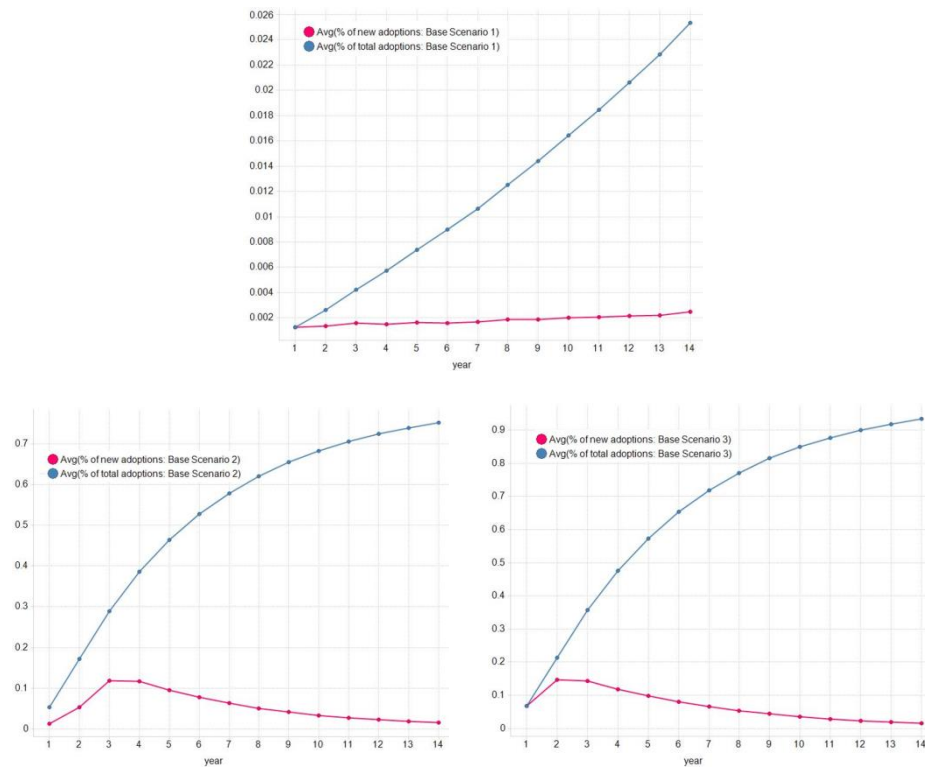 0.026
0.024
0.022
0.02
0.018
0.016
0.014
0.012
0.01
0.008
0.006
0.004
0.002
Avg(% of new adoptions: Base Scenario 1)
Avg(% of total adoptions: Base Scenario 1)
1 2 3 4 5 6 7 8 9 10 11 12 13 14
year
0.7
0.6
0.5
0.4
0.3
0.2
0.1
0
Avg(% of new adoptions: Base Scenario 2)
Avg(% of total adoptions: Base Scenario 2)
1 2 3 4 5 6 7 8 9 10 11 12 13 14
year
0.9
0.8
0.7
0.6
0.5
0.4
0.3
0.2
0.1
0
Avg(% of new adoptions: Base Scenario 3)
Avg(% of total adoptions: Base Scenario 3)
1 2 3 4 5 6 7 8 9 10 11 12 13 14
year